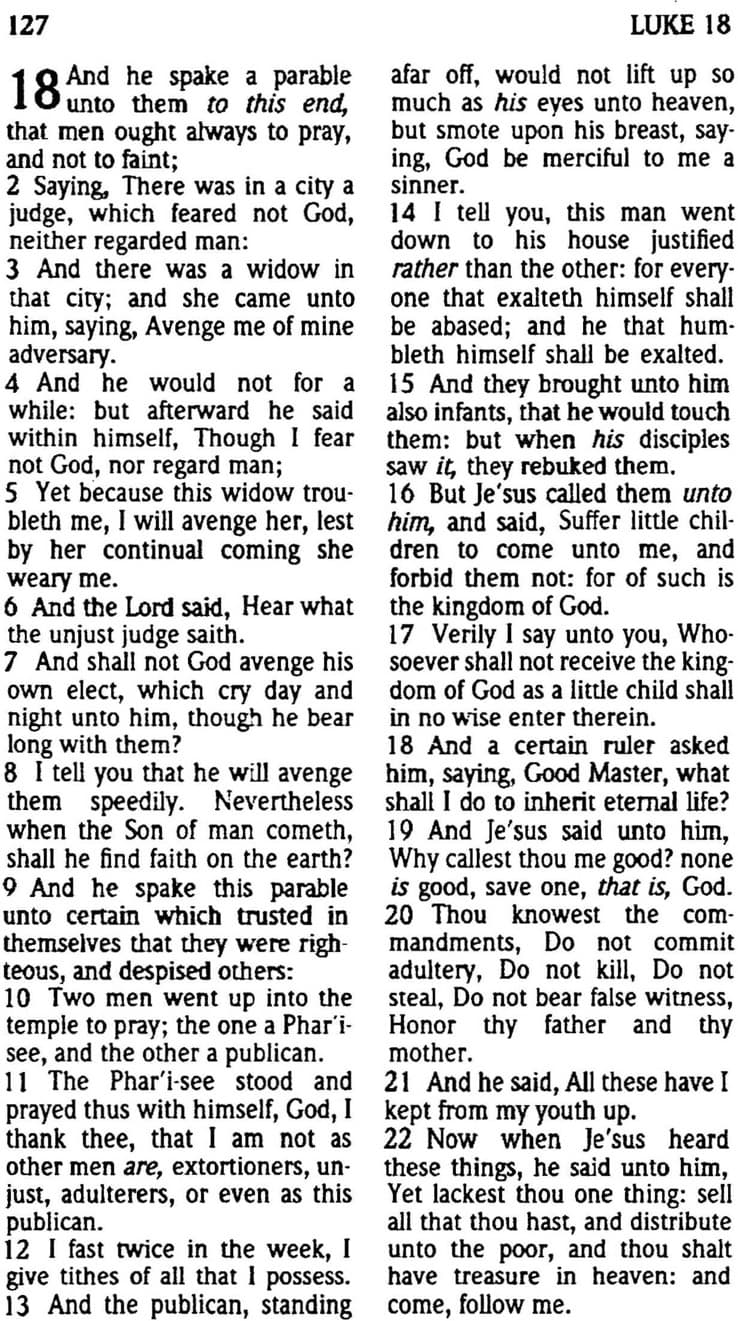 127
LUKE 18
18 And he spake a parable
unto them to this end,
that men ought always to pray,
and not to faint;
2 Saying, There was in a city a
judge, which feared not God,
neither regarded man:
3 And there was a widow in
that city; and she came unto
him, saying, Avenge me of mine
adversary.
4 And he would not for a
while: but afterward he said
within himself, Though I fear
not God, nor regard man;
5 Yet because this widow trou-
bleth me, I will avenge her, lest
by her continual coming she
weary me.
6 And the Lord said, Hear what
the unjust judge saith.
7 And shall not God avenge his
own elect, which cry day and
night unto him, though he bear
long with them?
8 I tell you that he will avenge
them speedily. Nevertheless
when the Son of man cometh,
shall he find faith on the earth?
9 And he spake this parable
unto certain which trusted in
themselves that they were righ-
teous, and despised others:
10 Two men went up into the
temple to pray; the one a Phar'i-
see, and the other a publican.
11 The Phar'i-see stood and
prayed thus with himself, God, I
thank thee, that I am not as
other men are, extortioners, un-
just, adulterers, or even as this
publican.
12 I fast twice in the week, I
give tithes of all that I possess.
13 And the publican, standing
afar off, would not lift up so
much as his eyes unto heaven,
but smote upon his breast, say-
ing, God be merciful to me a
sinner.
14 I tell you, this man went
down to his house justified
rather than the other: for every-
one that exalteth himself shall
be abased; and he that hum-
bleth himself shall be exalted.
15 And they brought unto him
also infants, that he would touch
them: but when his disciples
saw it, they rebuked them.
16 But Je'sus called them unto
him, and said, Suffer little chil-
dren to come unto me, and
forbid them not: for of such is
the kingdom of God.
17 Verily I say unto you, Who-
soever shall not receive the king-
dom of God as a little child shall
in no wise enter therein.
18 And a certain ruler asked
him, saying, Good Master, what
shall I do to inherit eternal life?
19 And Je'sus said unto him,
Why callest thou me good? none
is good, save one, that is, God.
20 Thou knowest the com-
mandments, Do not commit
adultery, Do not kill, Do not
steal, Do not bear false witness,
Honor thy father and thy
mother.
21 And he said, All these have I
kept from my youth up.
22 Now when Je'sus heard
these things, he said unto him,
Yet lackest thou one thing: sell
all that thou hast, and distribute
unto the poor, and thou shalt
have treasure in heaven: and
come, follow me.